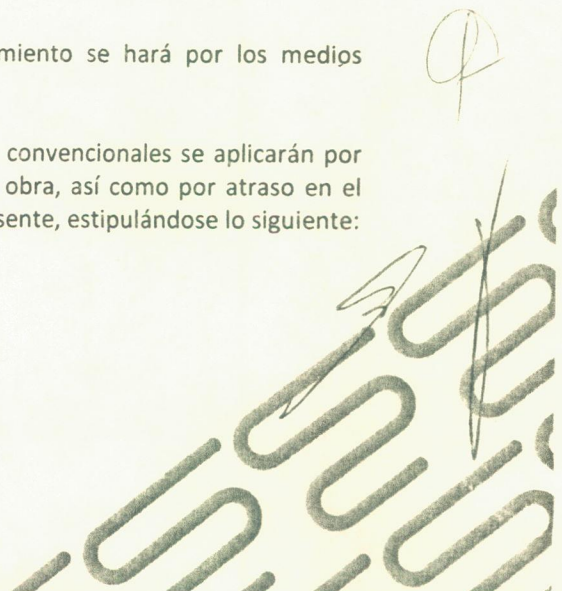 miento se hará por los medios
convencionales se aplicarán por
obra, así como por atraso en el
sente, estipulándose lo siguiente: